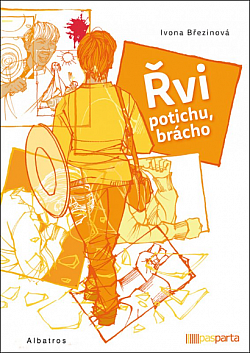 Ivona Březinová
Řvi
potichu,
brácho
Albatros
pasparta